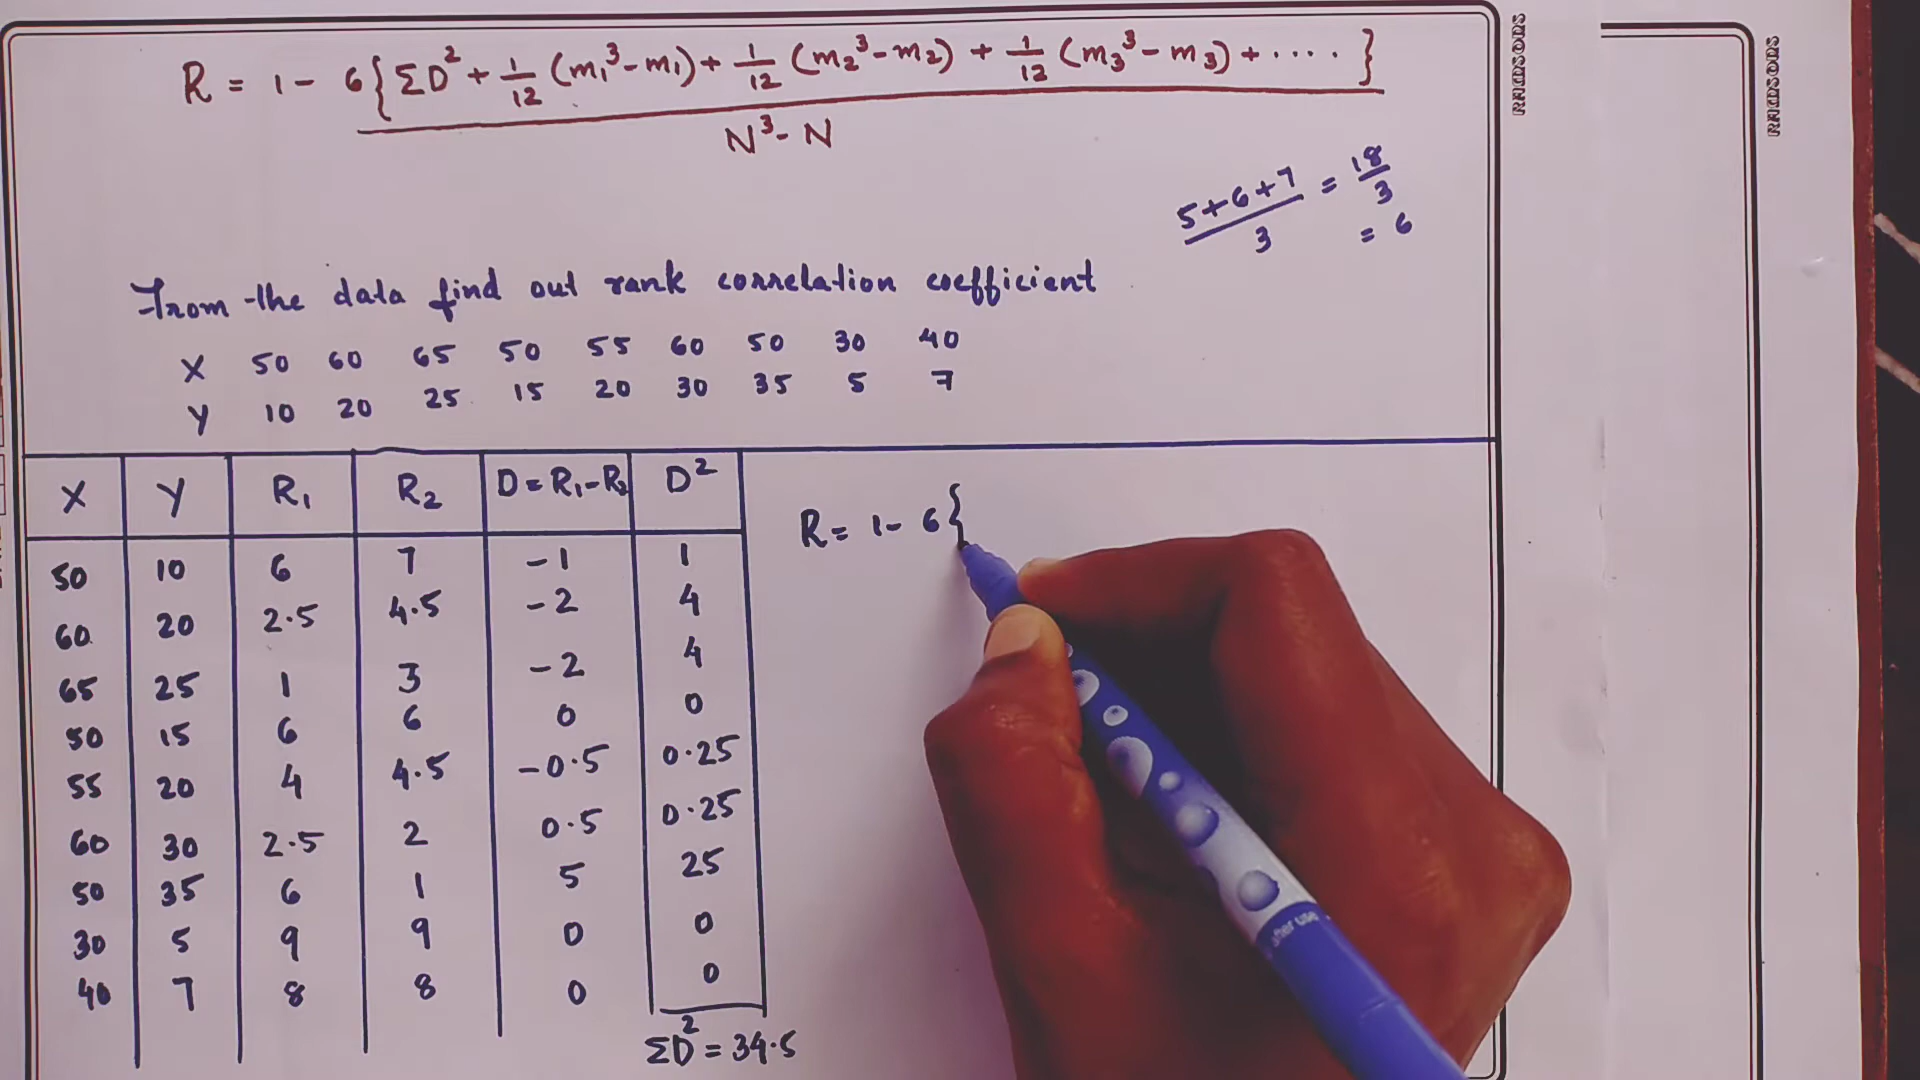 R = 1 - 6{ΣD² + 1/12 (m₁³ - m₁) + 1/12 (m₂³ - m₂) + 1/12 (m₃³ - m₃) + .... }
N³ - N
5+6+7/3 = 18/3
= 6
From the data find out rank correlation coefficient
X 50 60 65 50 55 60 50 30 40
Y 10 20 25 15 20 30 35 5 7
X Y R₁ R₂ D = R₁-R₂ D²
R = 1 - 6{
50 10 6 7 -1 1
60 20 2.5 4.5 -2 4
65 25 1 3 -2 4
50 15 6 6 0 0
55 20 4 4.5 -0.5 0.25
60 30 2.5 2 0.5 0.25
50 35 6 1 5 25
30 5 9 9 0 0
40 7 8 8 0 0
ΣD² = 34.5